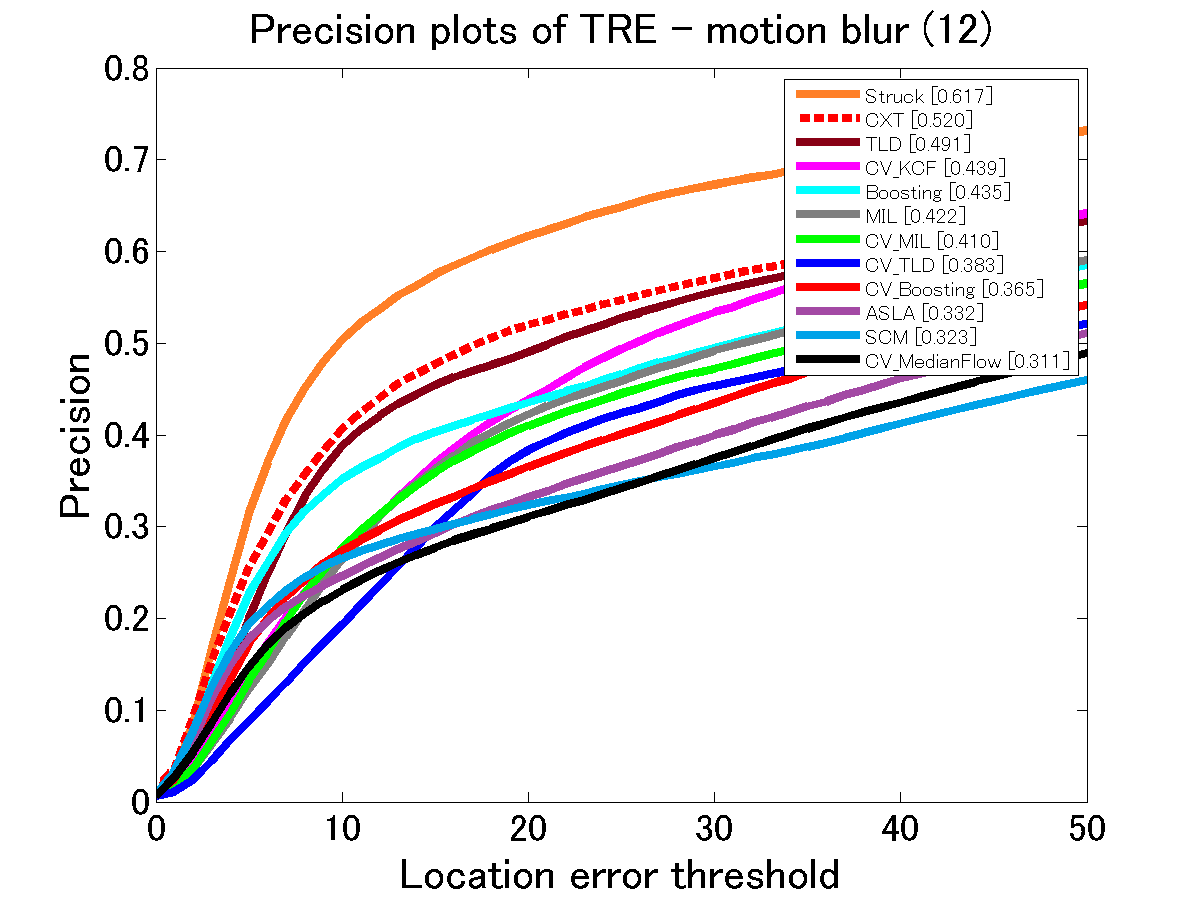 Precision plots of TRE - motion blur (12)
0.8
0.7
0.6
0.5
0.4
0.3
0.2
0.1
0
Precision
Struck [0.617]
CXT [0.520]
TLD [0.491]
CV_KCF [0.439]
Boosting [0.435]
MIL [0.422]
CV_MIL [0.410]
CV_TLD [0.383]
CV_Boosting [0.365]
ASLA [0.332]
SCM [0.323]
CV_MedianFlow [0.311]
0 10 20 30 40 50
Location error threshold